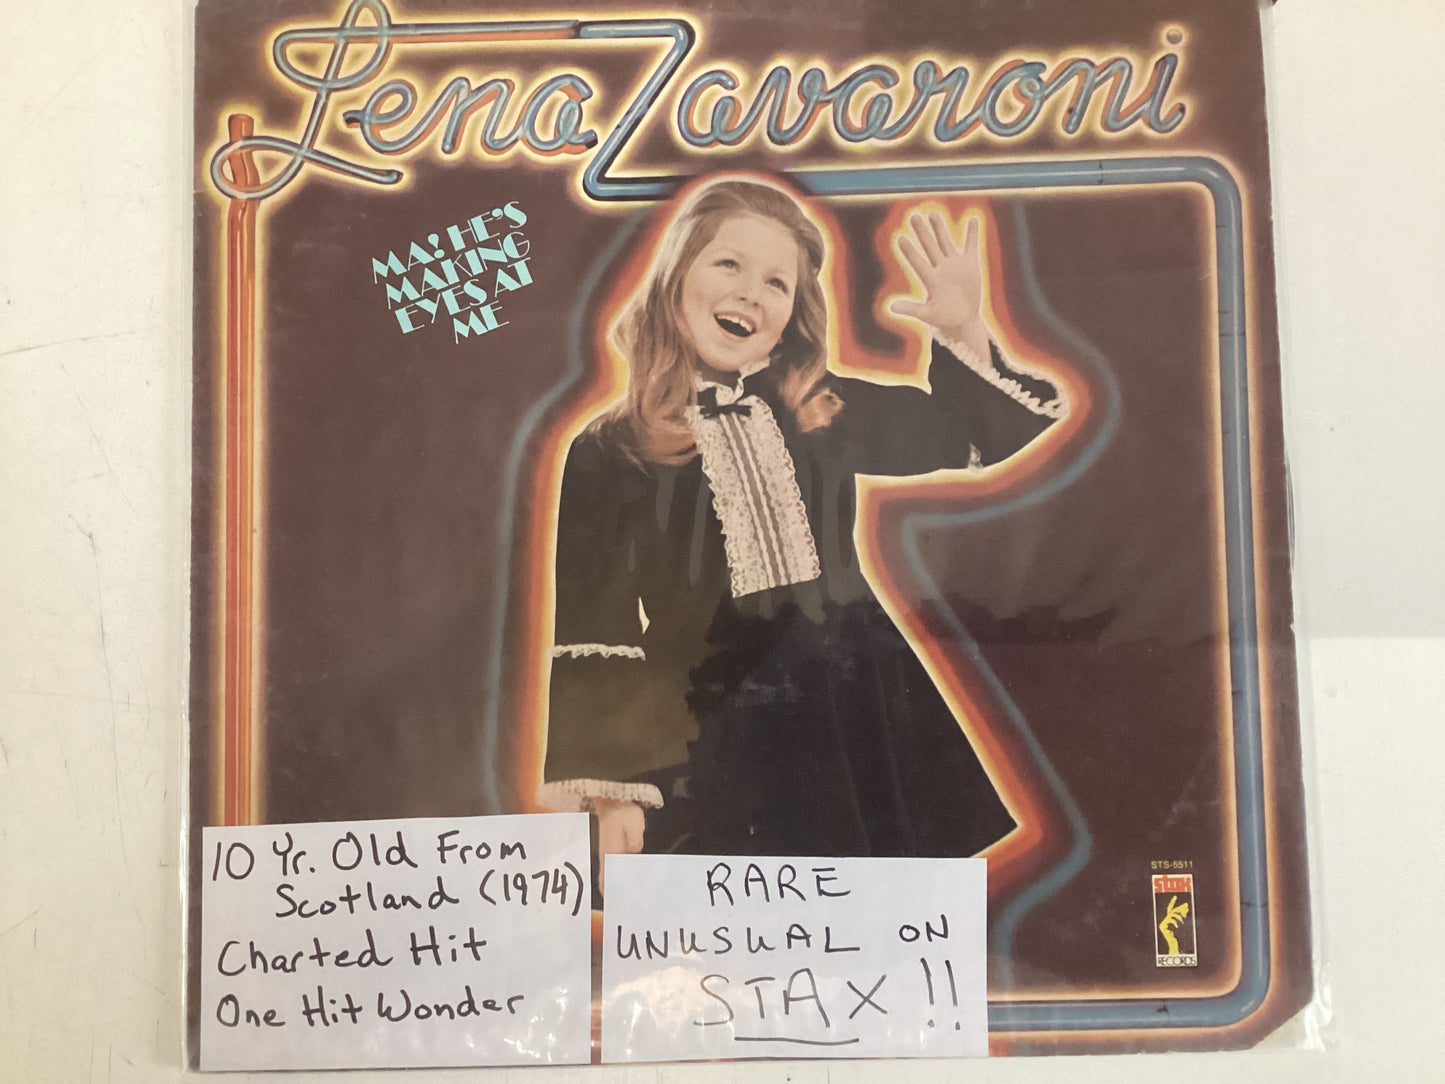 Lena Zavaroni
MA! HE'S
MAKING
EYES AT
ME
10 Yr. Old From
Scotland (1974)
Charted Hit
One Hit Wonder
RARE
UNUSUAL ON
STAX !!
STS-5511
stax
RECORDS